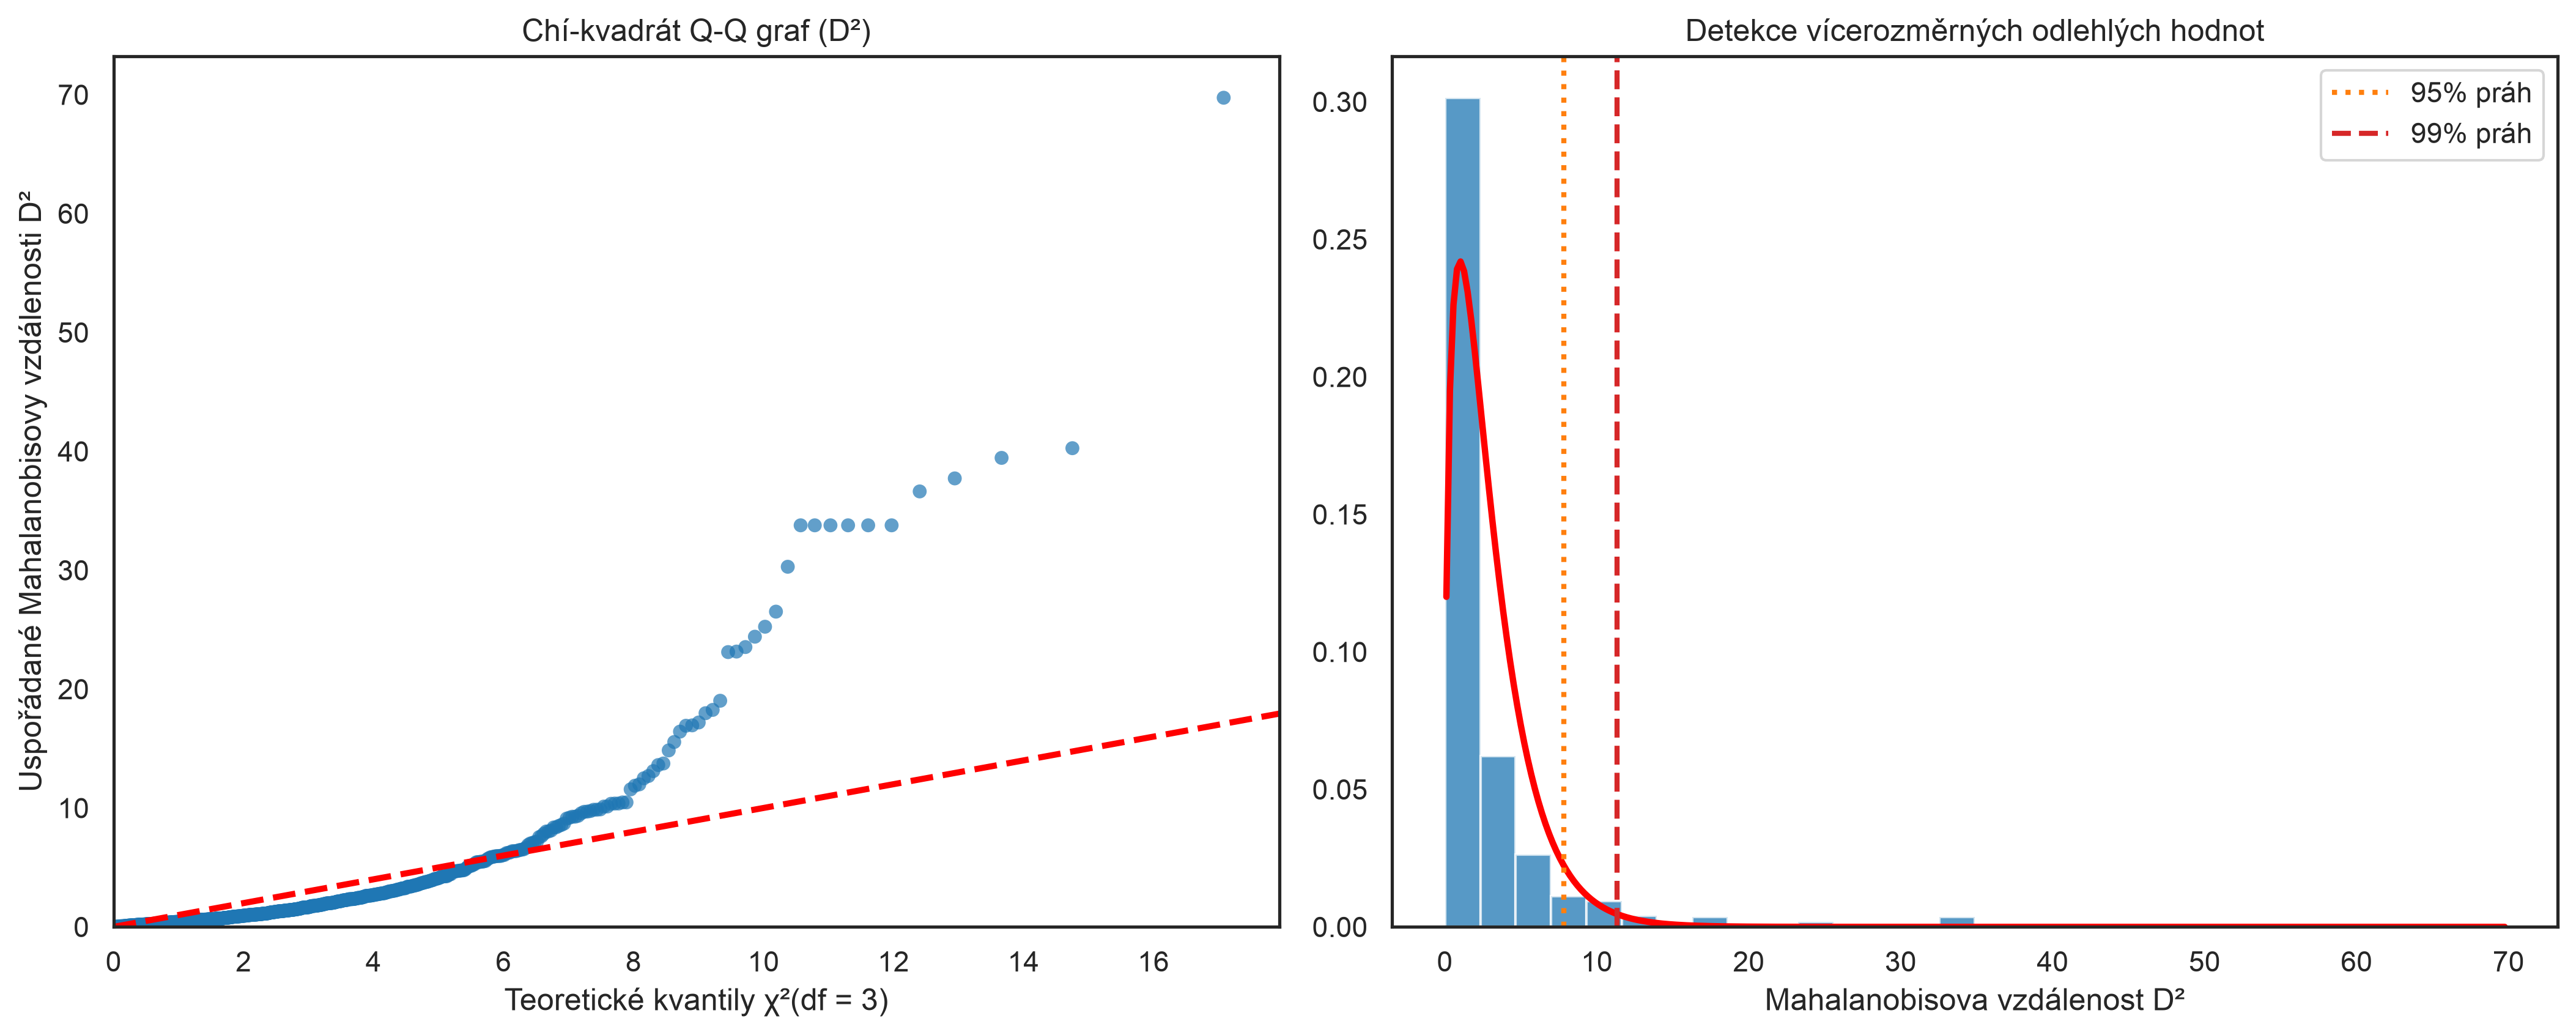 Chí-kvadrát Q-Q graf (D²)
Uspořádané Mahalanobisovy vzdálenosti D²
70
60
50
40
30
20
10
0
0 2 4 6 8 10 12 14 16
Teoretické kvantily χ²(df = 3)
Detekce vícerozměrných odlehlých hodnot
95% práh
99% práh
0.30
0.25
0.20
0.15
0.10
0.05
0.00
0 10 20 30 40 50 60 70
Mahalanobisova vzdálenost D²